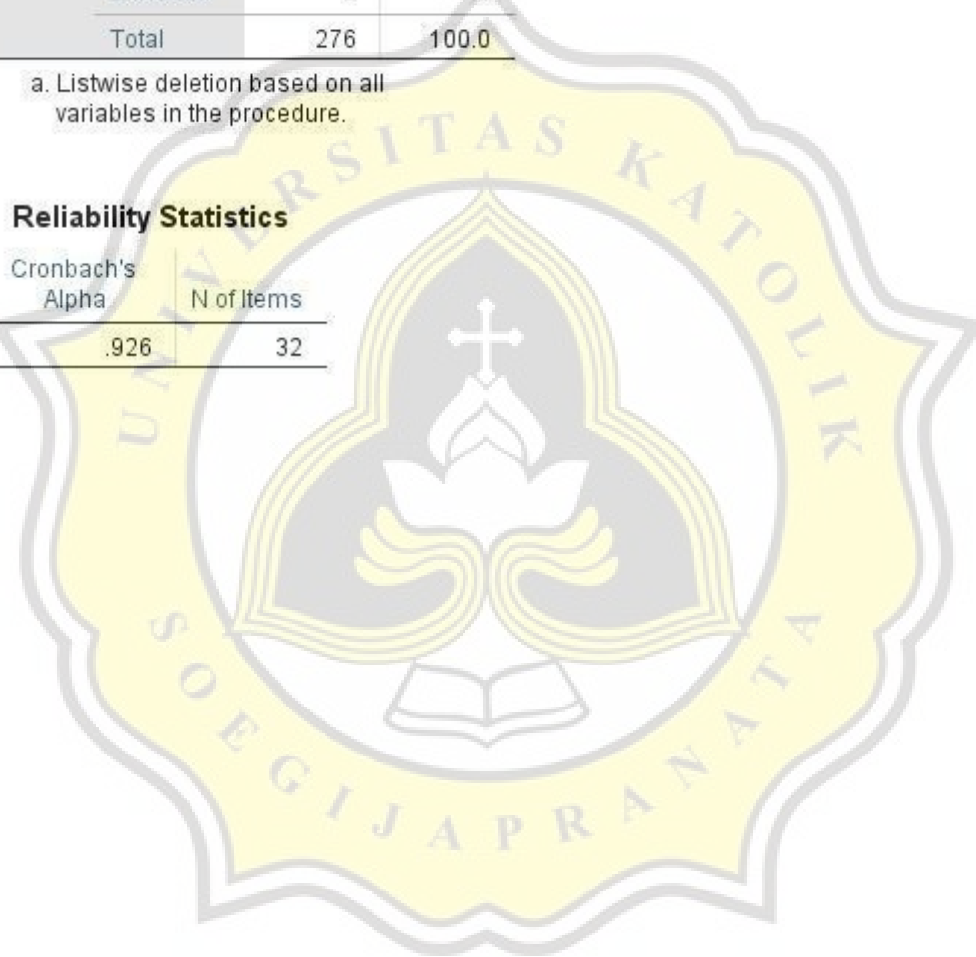 Total 276 100.0
a. Listwise deletion based on all
variables in the procedure.
Reliability Statistics
Cronbach's
Alpha N of Items
.926 32
UNIVERSITAS KATOLIK
SOEGIJAPRANATA